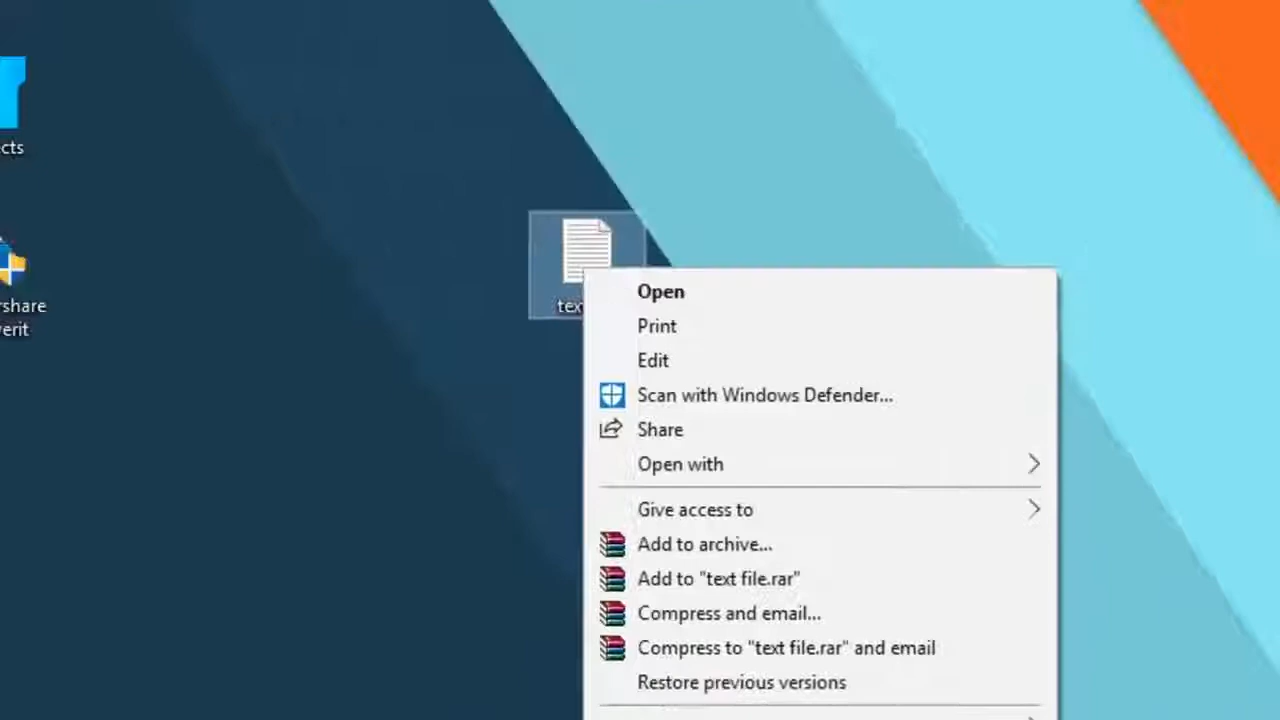 cts
rshare
erit
tex
Open
Print
Edit
Scan with Windows Defender...
Share
Open with
Give access to
Add to archive...
Add to "text file.rar"
Compress and email...
Compress to "text file.rar" and email
Restore previous versions